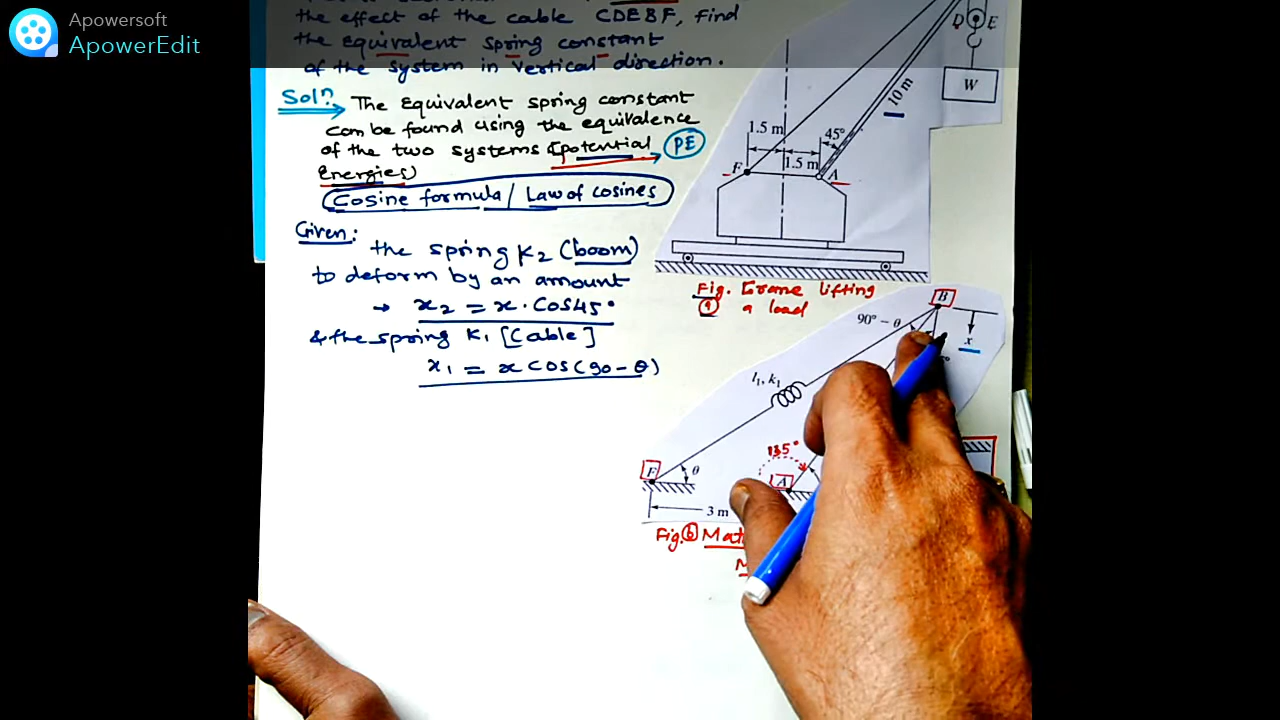 Apowersoft
ApowerEdit
the effect of the cable CDEBF, find
the equivalent spring constant
of the system in vertical direction.
Soln → The equivalent spring constant
can be found using the equivalence
of the two systems [potential → PE
Energies]
Cosine formula / Law of cosines
Given:
the spring K2 (boom)
to deform by an amount
→ x2 = x · Cos45°
& the spring K1 [Cable]
x1 = x cos(90 - θ)
D E
W
10 m
1.5 m
45°
1.5 m
F
A
Fig. Crane lifting
a a load
B
90° – θ
x
l1, k1
135°
F
θ
A
3 m
Fig. b Mat
M